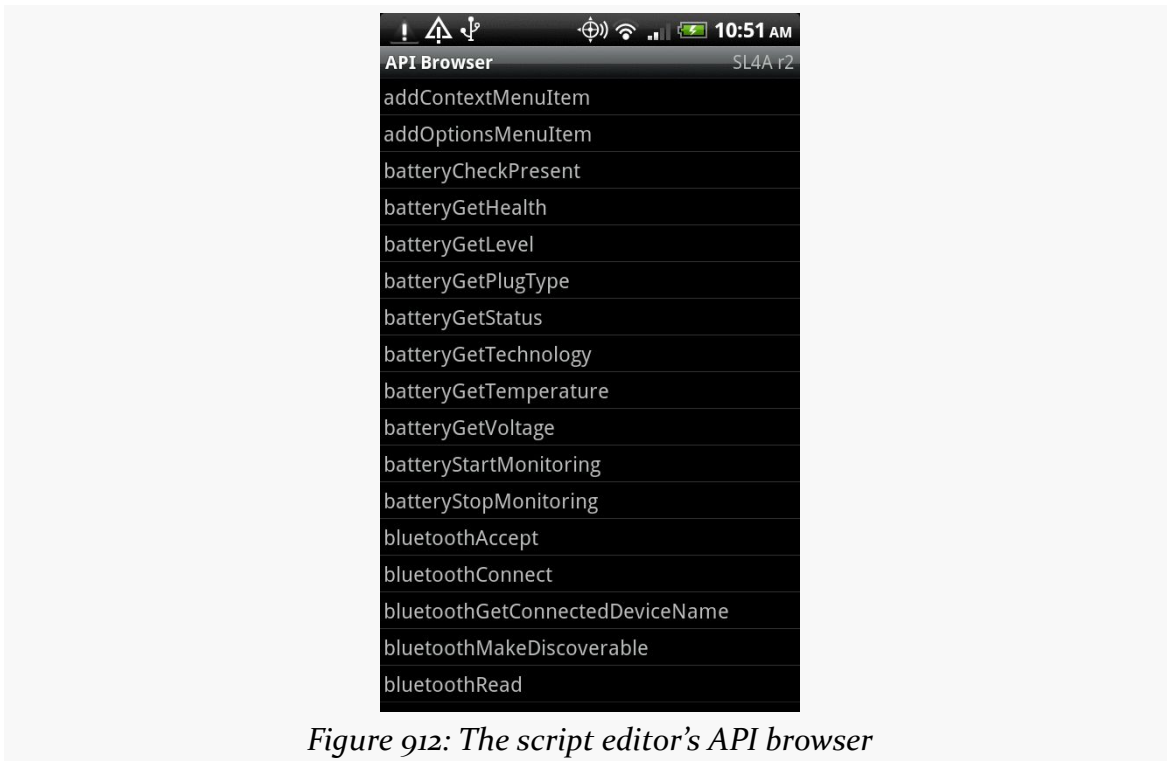 10:51 AM
API Browser SL4A r2
addContextMenuItem
addOptionsMenuItem
batteryCheckPresent
batteryGetHealth
batteryGetLevel
batteryGetPlugType
batteryGetStatus
batteryGetTechnology
batteryGetTemperature
batteryGetVoltage
batteryStartMonitoring
batteryStopMonitoring
bluetoothAccept
bluetoothConnect
bluetoothGetConnectedDeviceName
bluetoothMakeDiscoverable
bluetoothRead
Figure 912: The script editor’s API browser